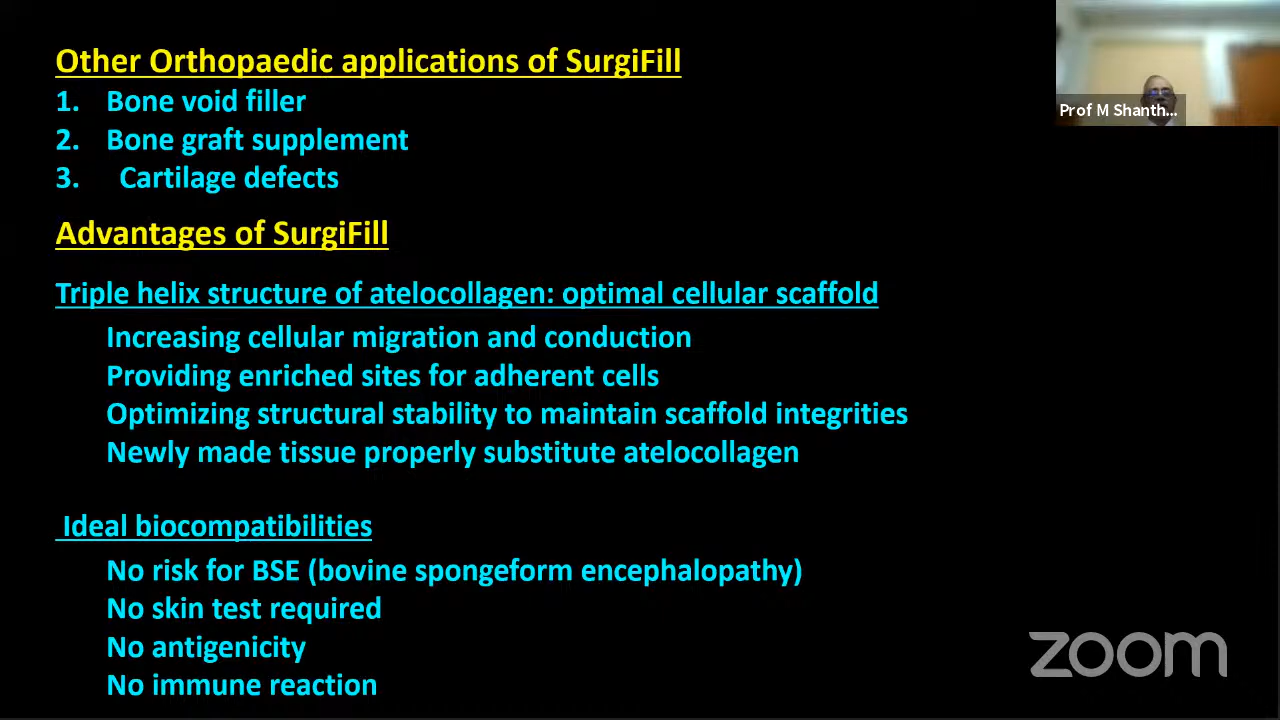 Other Orthopaedic applications of SurgiFill
1. Bone void filler
2. Bone graft supplement
3. Cartilage defects
Advantages of SurgiFill
Triple helix structure of atelocollagen: optimal cellular scaffold
Increasing cellular migration and conduction
Providing enriched sites for adherent cells
Optimizing structural stability to maintain scaffold integrities
Newly made tissue properly substitute atelocollagen
Ideal biocompatibilities
No risk for BSE (bovine spongeform encephalopathy)
No skin test required
No antigenicity
No immune reaction
Prof M Shanth...
zoom